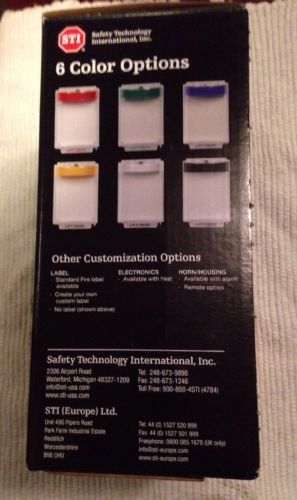 STI
Safety Technology
International, Inc.
6 Color Options
Other Customization Options
LABEL
- Standard Fire label
available
- Create your own
custom label
- No label (shown above)
ELECTRONICS
- Available with heat
HORN/HOUSING
- Available with alarm
- Remote option
Safety Technology International, Inc.
2306 Airport Road
Waterford, Michigan 48327-1209
info@sti-usa.com
www.sti-usa.com
Tel: 248-673-9898
Fax: 248-673-1246
Toll Free: 800-888-4STI (4784)
STI (Europe) Ltd.
Unit 49G Pipers Road
Park Farm Industrial Estate
Redditch
Worcestershire
B98 0HU
Tel: 44 (0) 1527 520 999
Fax: 44 (0) 1527 501 999
Freephone: 0800 085 1678 (UK only)
info@sti-europe.com
www.sti-europe.com